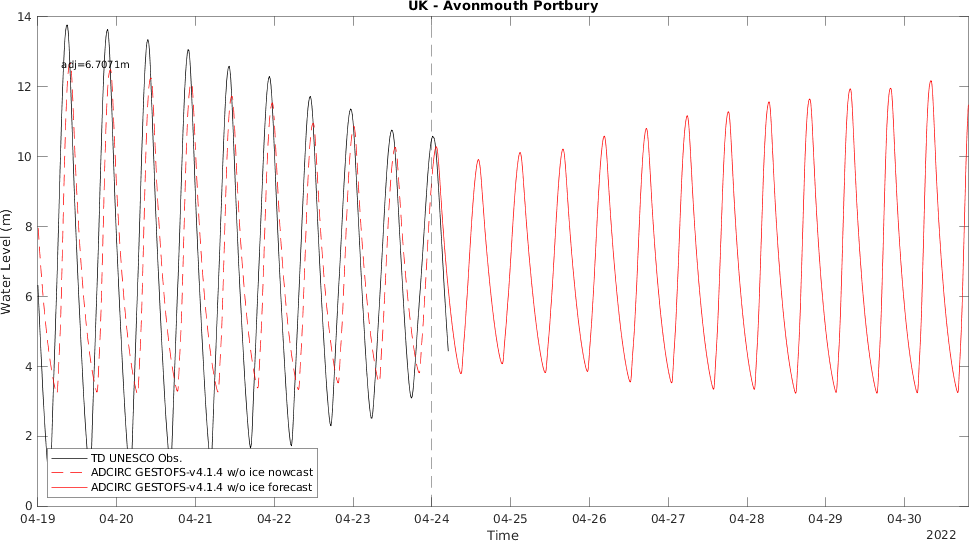 UK - Avonmouth Portbury
adj=6.7071m
Water Level (m)
14
12
10
8
6
4
2
0
TD UNESCO Obs.
ADCIRC GESTOFS-v4.1.4 w/o ice nowcast
ADCIRC GESTOFS-v4.1.4 w/o ice forecast
04-19 04-20 04-21 04-22 04-23 04-24 04-25 04-26 04-27 04-28 04-29 04-30
Time
2022